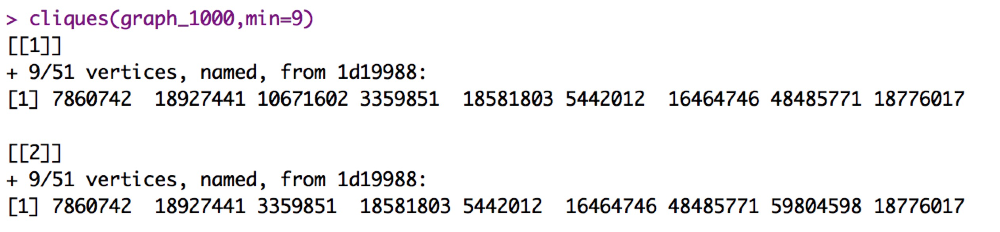 > cliques(graph_1000,min=9)
[[1]]
+ 9/51 vertices, named, from 1d19988:
[1] 7860742  18927441 10671602 3359851  18581803 5442012  16464746 48485771 18776017
[[2]]
+ 9/51 vertices, named, from 1d19988:
[1] 7860742  18927441 3359851  18581803 5442012  16464746 48485771 59804598 18776017